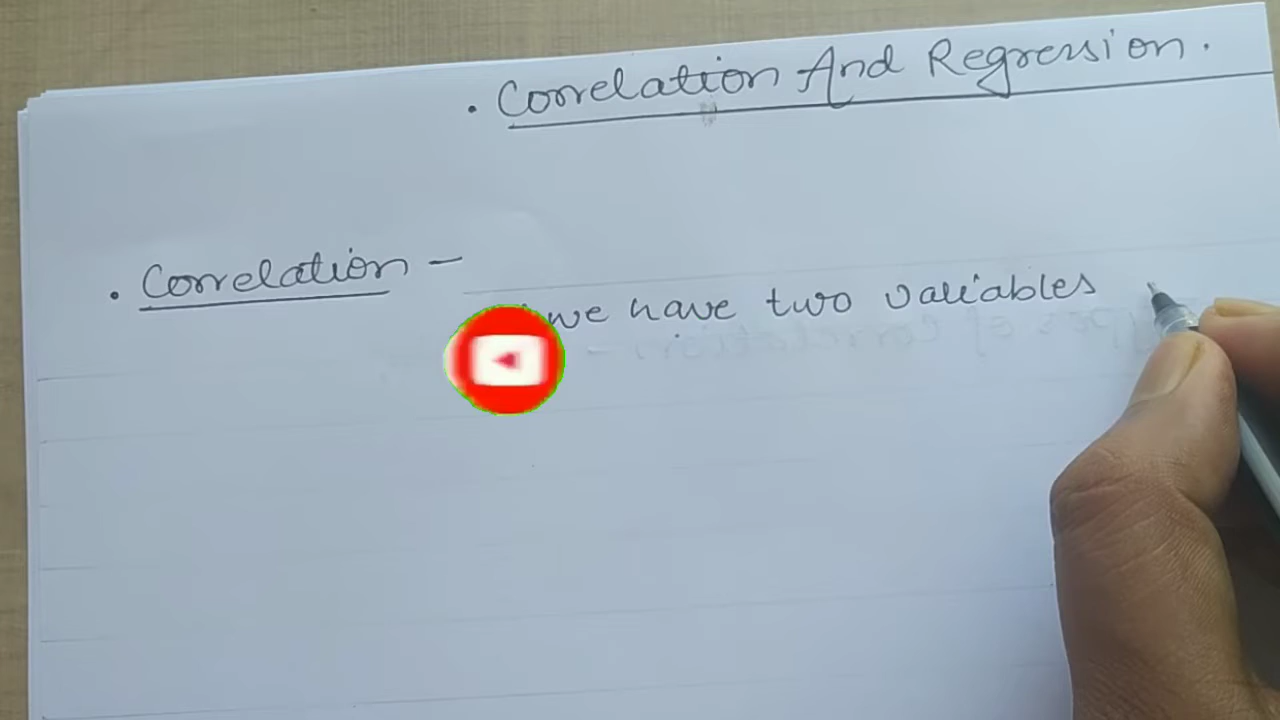 . Correlation And Regression.
. Correlation –
we have two variables